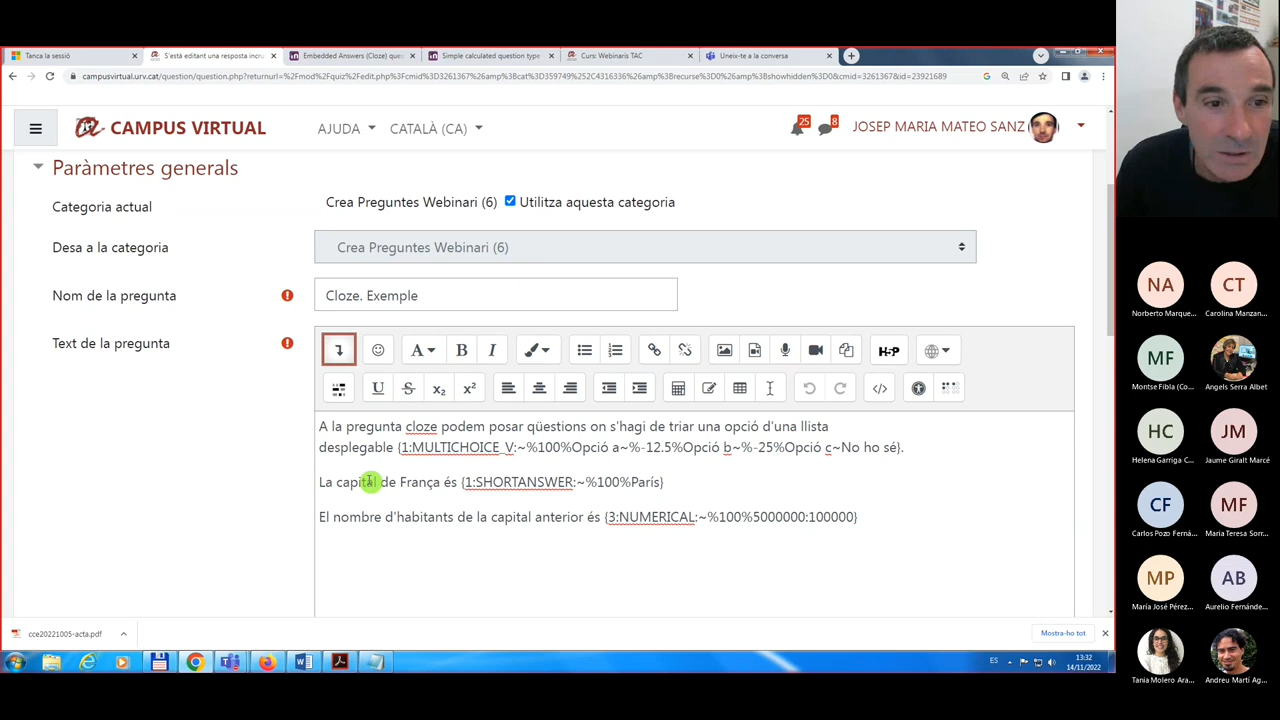 Tanca la sessió
S'està editant una resposta incru
Embedded Answers (Cloze) que
Simple calculated question type
Curs: Webinaris TAC
Uneix-te a la conversa
campusvirtual.urv.cat/question/question.php?returnurl=%2Fmod%2Fquiz%2Fedit.php%3Fcmid%3D3261367%26amp%3Bcat%3D359749%252C4316336%26amp%3Brecurse%3D0%26amp%3Bshowhidden%3D0&cmid=3261367&id=23921689
CAMPUS VIRTUAL
AJUDA
CATALÀ (CA)
25
8
JOSEP MARIA MATEO SANZ
Paràmetres generals
Categoria actual
Crea Preguntes Webinari (6)
Utilitza aquesta categoria
Desa a la categoria
Crea Preguntes Webinari (6)
Nom de la pregunta
Cloze. Exemple
Text de la pregunta
A
B
I
H-P
U
S
x2
x2
A la pregunta cloze podem posar qüestions on s'hagi de triar una opció d'una llista
desplegable {1:MULTICHOICE_V:~%100%Opció a~%-12.5%Opció b~%-25%Opció c~No ho sé}.
La capital de França és {1:SHORTANSWER:~%100%París}
El nombre d'habitants de la capital anterior és {3:NUMERICAL:~%100%5000000:100000}
cce20221005-acta.pdf
Mostra-ho tot
ES
13:32
14/11/2022
NA
Norberto Marque...
CT
Carolina Manzan...
MF
Montse Fibla (Co...
Angels Serra Albet
HC
Helena Garriga C...
JM
Jaume Giralt Marcé
CF
Carlos Pozo Ferná...
MF
Maria Teresa Sorr...
MP
María José Pérez...
AB
Aurelio Fernánde...
Tania Molero Ara...
Andreu Martí Ag...